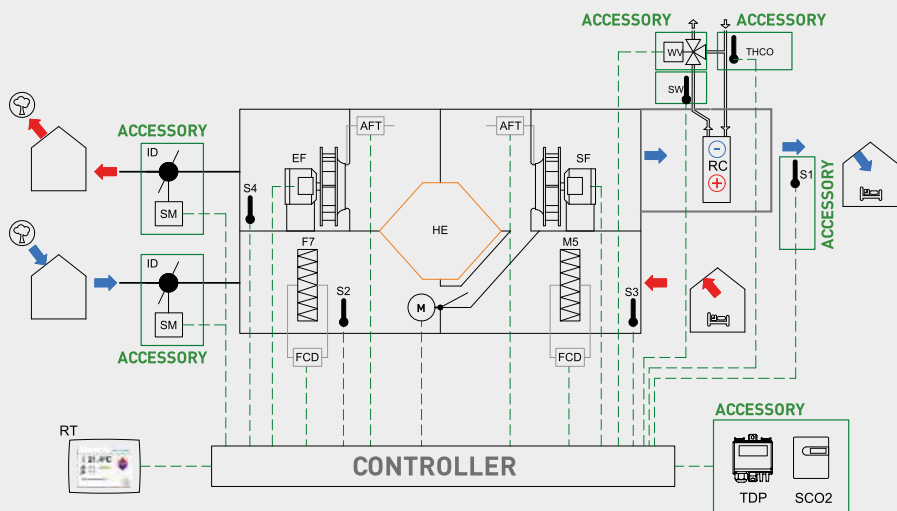 ACCESSORY
WV
THCO
SW
ACCESSORY
ID
SM
AFT
AFT
EF
SF
S4
HE
RC
S1
ACCESSORY
ID
SM
ACCESSORY
F7
S2
M
M5
S3
FCD
FCD
ACCESSORY
RT
CONTROLLER
TDP
SCO2
ACCESSORY